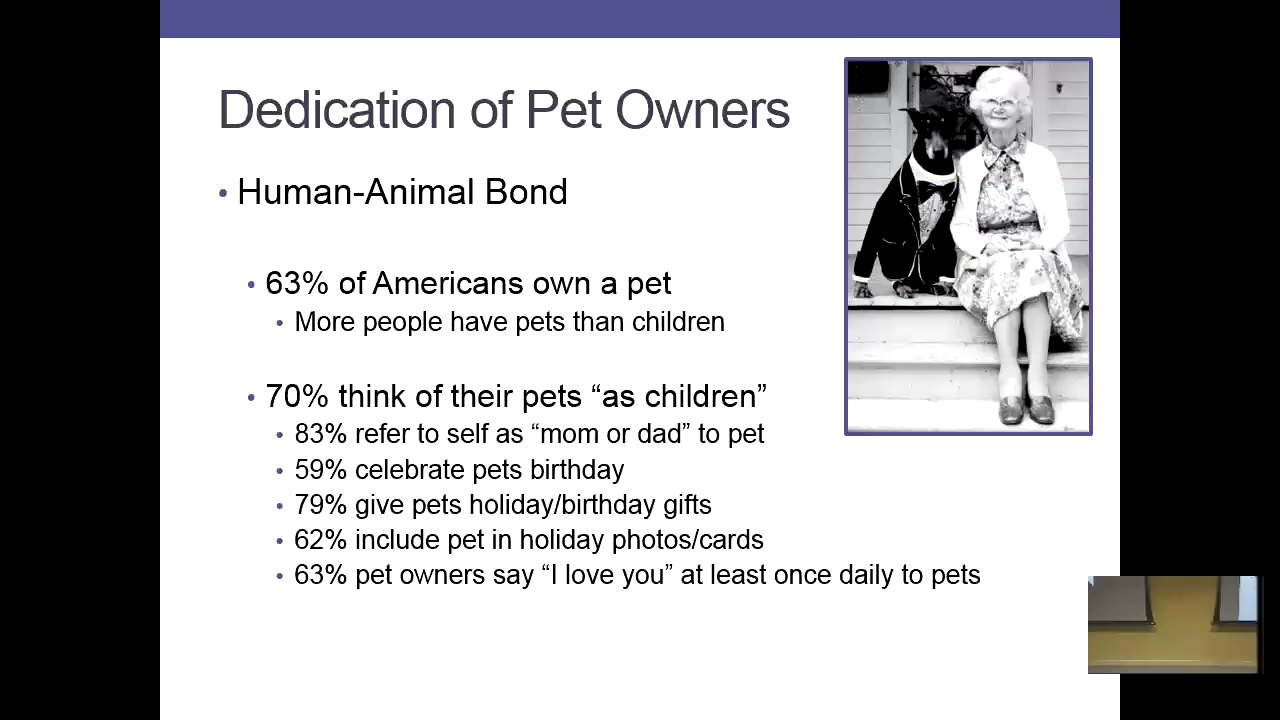 Dedication of Pet Owners
• Human-Animal Bond
• 63% of Americans own a pet
• More people have pets than children
• 70% think of their pets “as children”
• 83% refer to self as “mom or dad” to pet
• 59% celebrate pets birthday
• 79% give pets holiday/birthday gifts
• 62% include pet in holiday photos/cards
• 63% pet owners say “I love you” at least once daily to pets